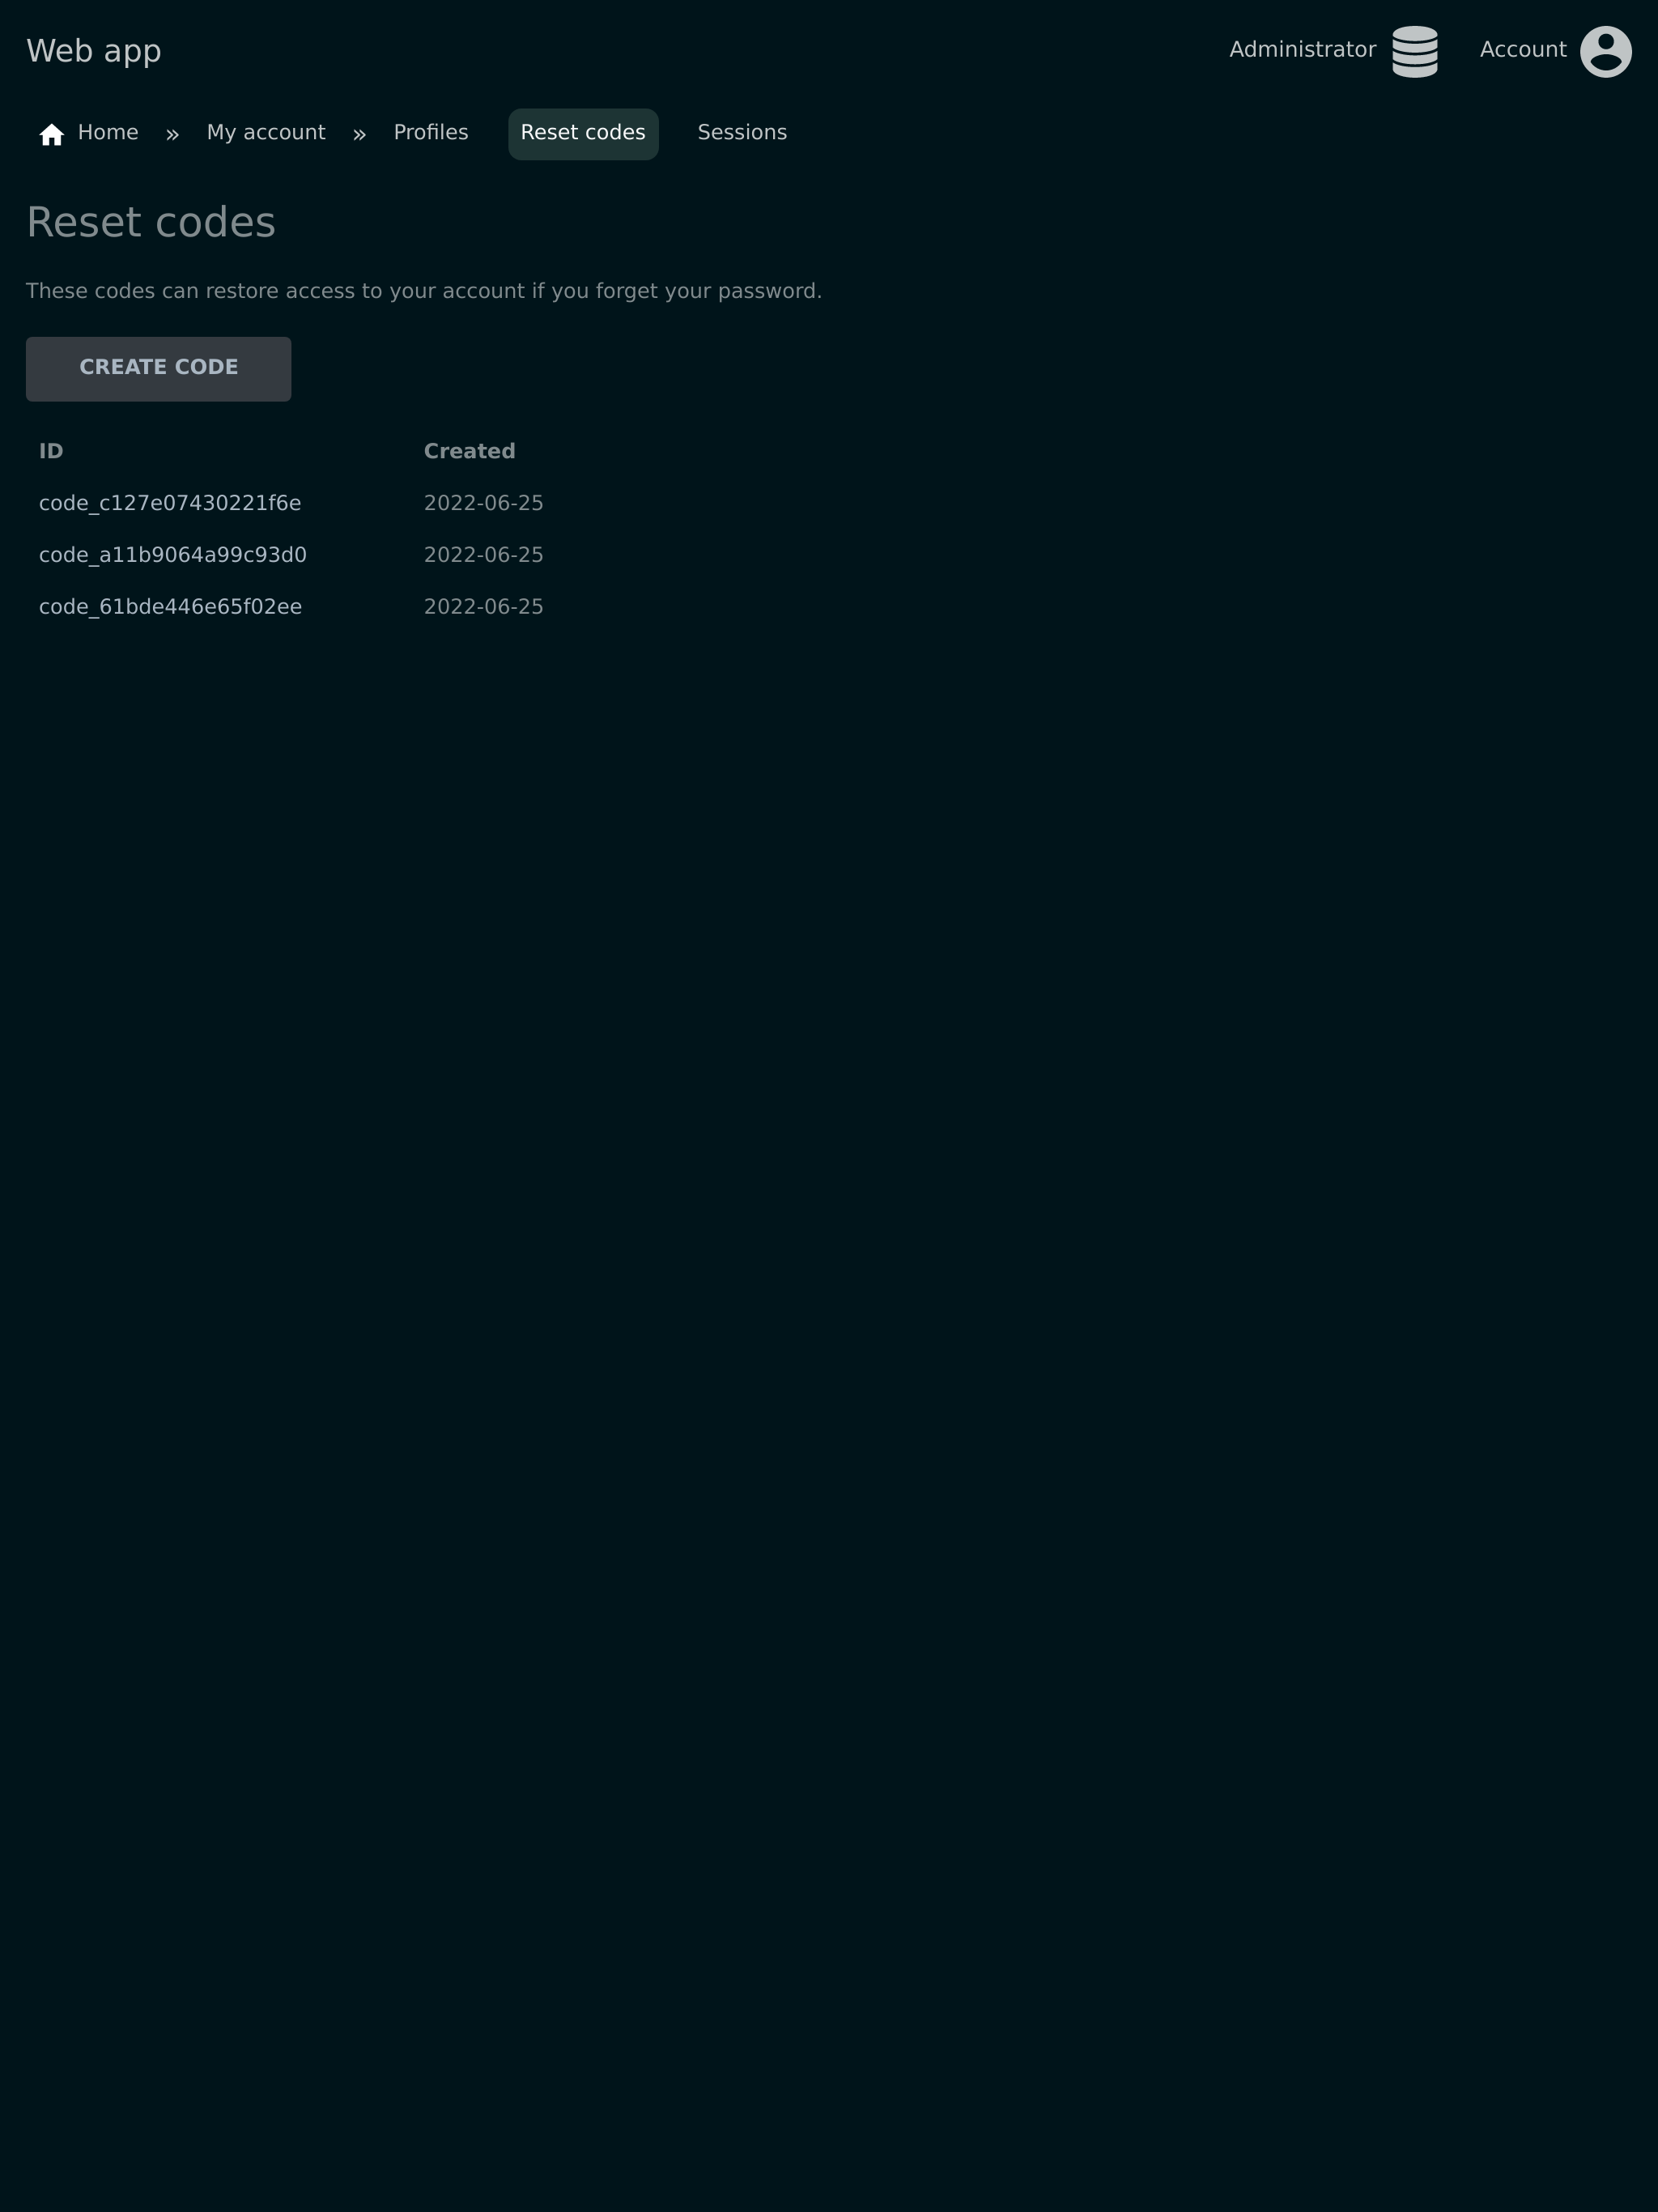 Web app
Administrator Account
Home » My account » Profiles Reset codes Sessions
Reset codes
These codes can restore access to your account if you forget your password.
CREATE CODE
ID Created
code_c127e07430221f6e 2022-06-25
code_a11b9064a99c93d0 2022-06-25
code_61bde446e65f02ee 2022-06-25